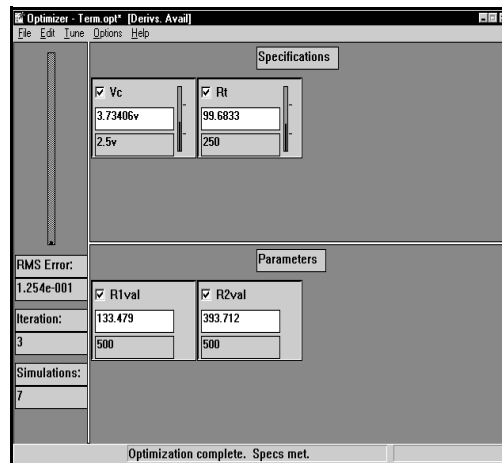 Optimizer - Term.opt* [Derivs. Avail]
File Edit Tune Options Help
Specifications
Vc
3.73406v
2.5v
Rt
99.6833
250
RMS Error:
1.254e-001
Iteration:
3
Simulations:
7
Parameters
R1val
133.479
500
R2val
393.712
500
Optimization complete. Specs met.